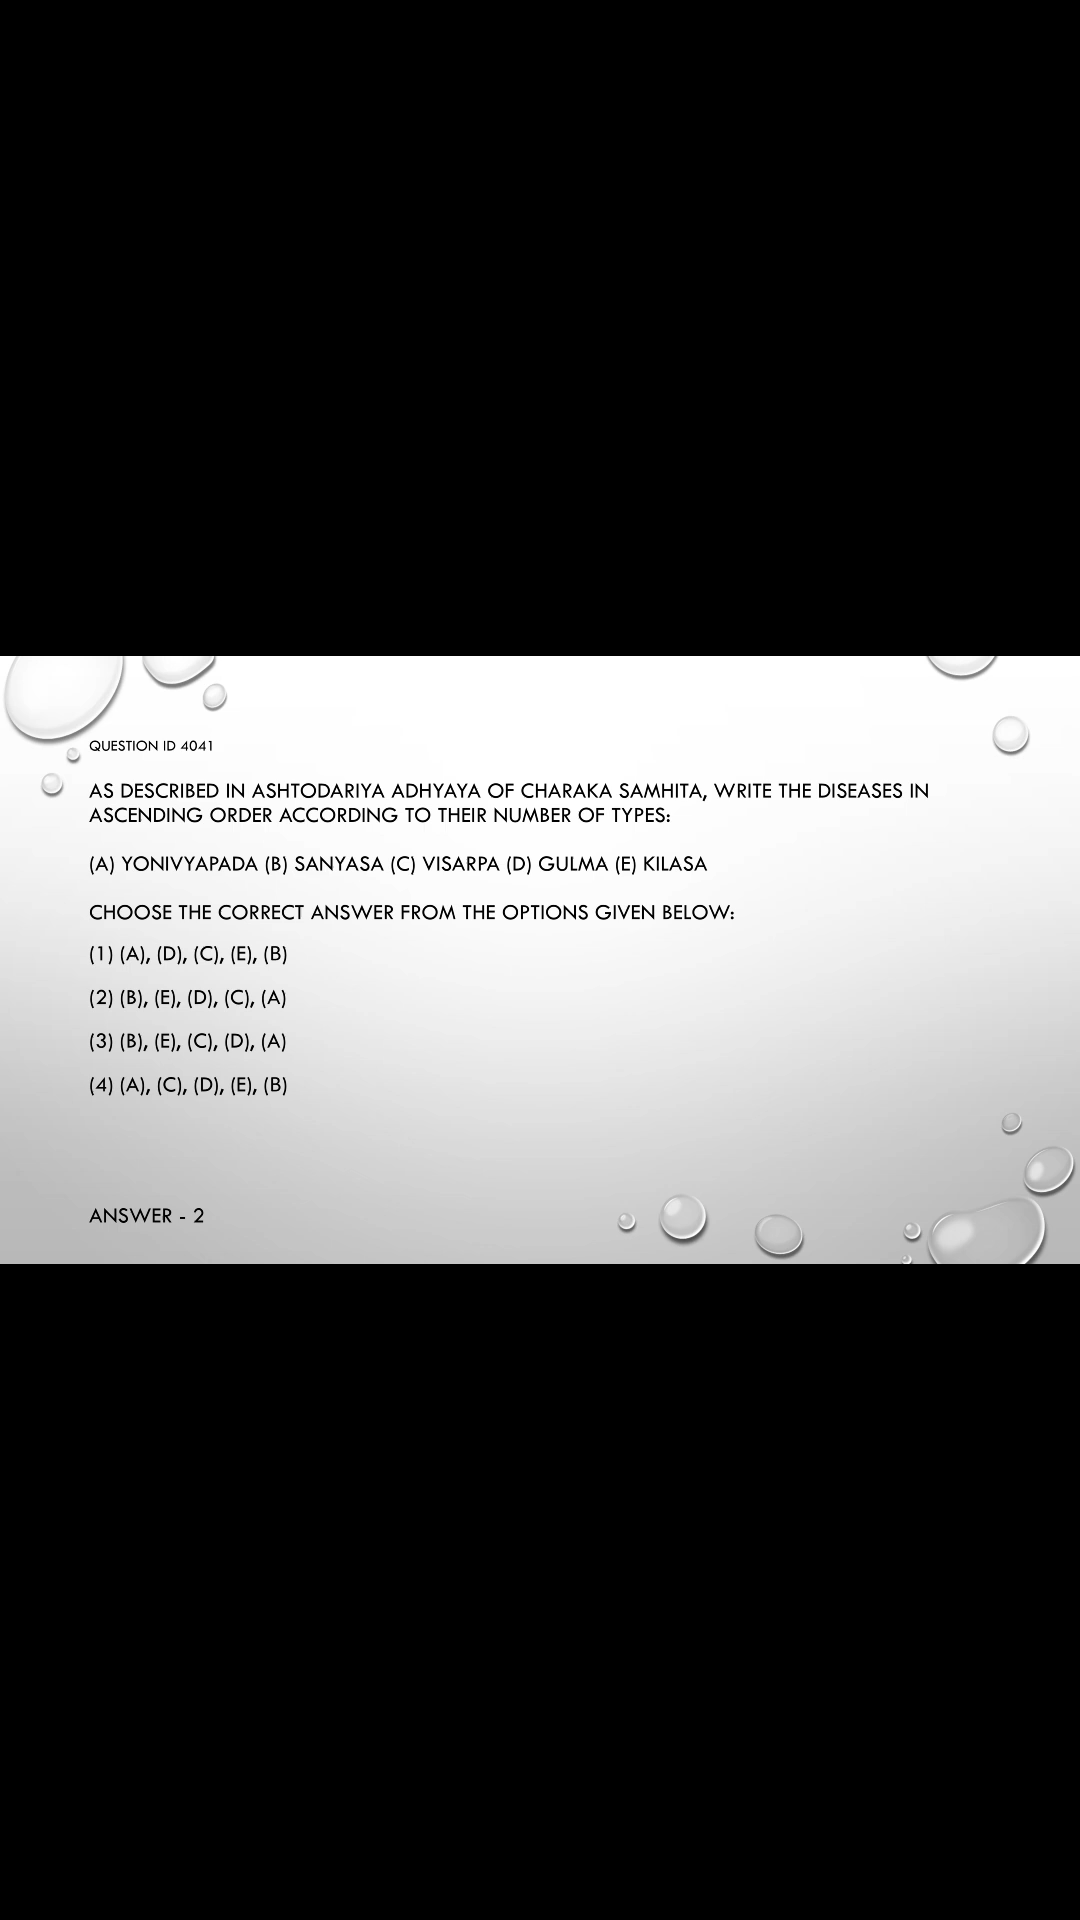 QUESTION ID 4041
AS DESCRIBED IN ASHTODARIYA ADHYAYA OF CHARAKA SAMHITA, WRITE THE DISEASES IN
ASCENDING ORDER ACCORDING TO THEIR NUMBER OF TYPES:
(A) YONIVYAPADA (B) SANYASA (C) VISARPA (D) GULMA (E) KILASA
CHOOSE THE CORRECT ANSWER FROM THE OPTIONS GIVEN BELOW:
(1) (A), (D), (C), (E), (B)
(2) (B), (E), (D), (C), (A)
(3) (B), (E), (C), (D), (A)
(4) (A), (C), (D), (E), (B)
ANSWER - 2